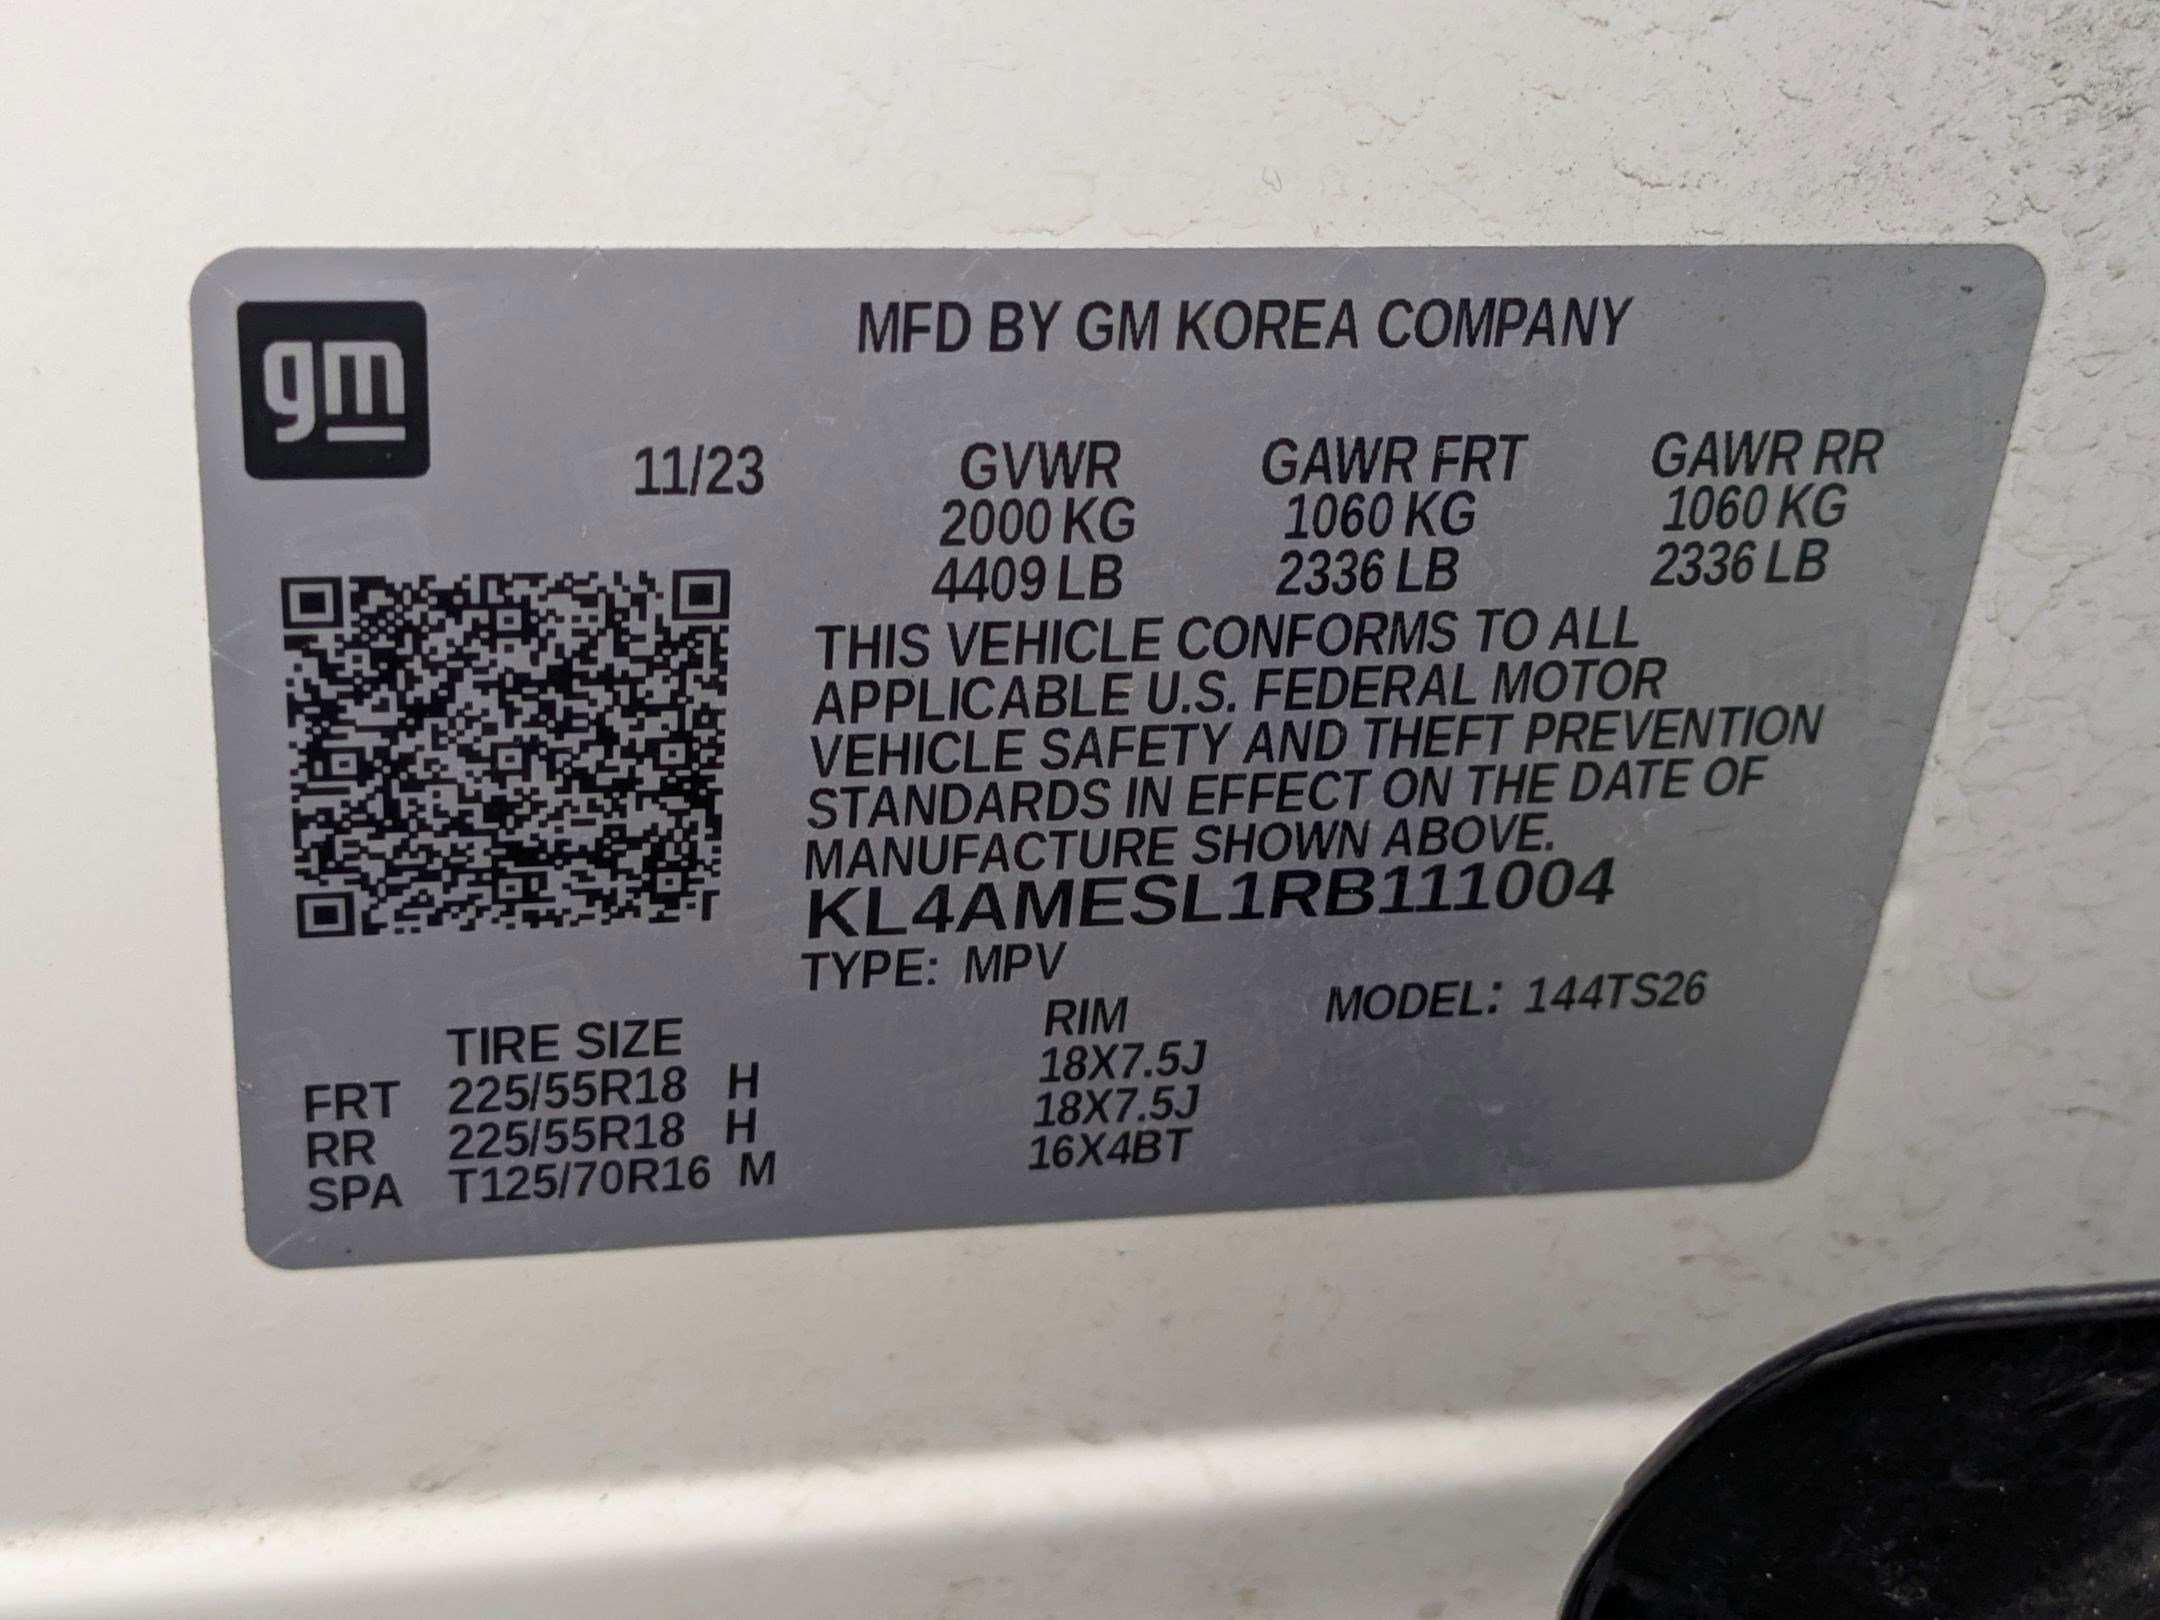 gm
MFD BY GM KOREA COMPANY
11/23 GVWR GAWR FRT GAWR RR
2000 KG 1060 KG 1060 KG
4409 LB 2336 LB 2336 LB
THIS VEHICLE CONFORMS TO ALL
APPLICABLE U.S. FEDERAL MOTOR
VEHICLE SAFETY AND THEFT PREVENTION
STANDARDS IN EFFECT ON THE DATE OF
MANUFACTURE SHOWN ABOVE.
KL4AMESL1RB111004
TYPE: MPV MODEL: 144TS26
TIRE SIZE RIM
FRT 225/55R18 H 18X7.5J
RR 225/55R18 H 18X7.5J
SPA T125/70R16 M 16X4BT